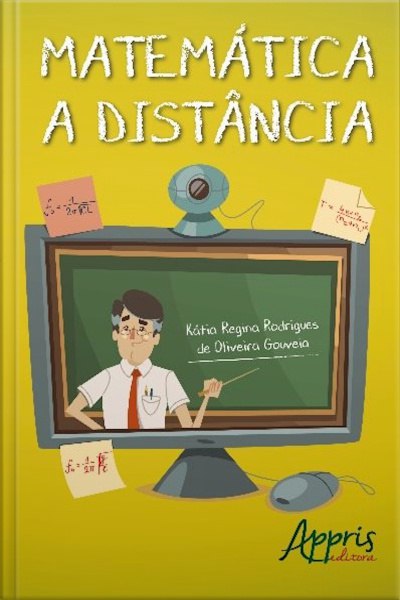 MATEMÁTICA
A DISTÂNCIA
Kátia Regina Rodrigues
de Oliveira Gouveia
Appris
editora